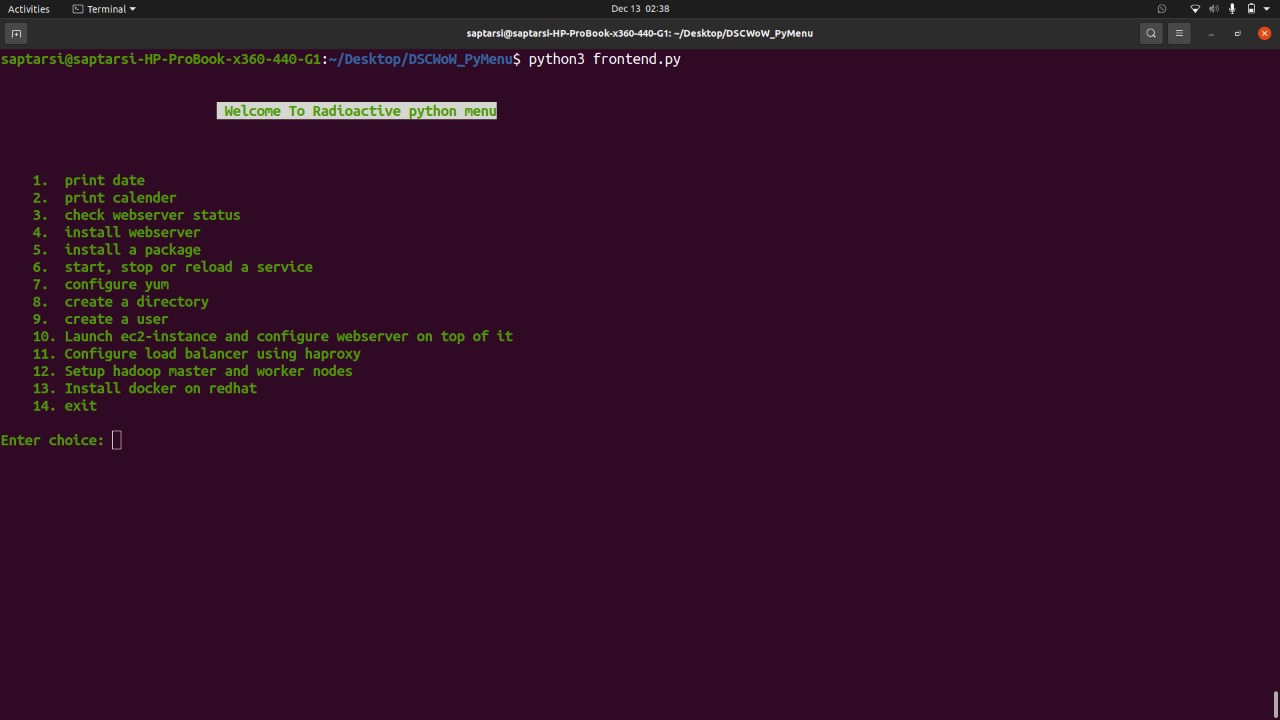 Activities Terminal Dec 13 02:38
saptarsi@saptarsi-HP-ProBook-x360-440-G1: ~/Desktop/DSCWoW_PyMenu
saptarsi@saptarsi-HP-ProBook-x360-440-G1:~/Desktop/DSCWoW_PyMenu$ python3 frontend.py
Welcome To Radioactive python menu
1. print date
2. print calender
3. check webserver status
4. install webserver
5. install a package
6. start, stop or reload a service
7. configure yum
8. create a directory
9. create a user
10. Launch ec2-instance and configure webserver on top of it
11. Configure load balancer using haproxy
12. Setup hadoop master and worker nodes
13. Install docker on redhat
14. exit
Enter choice: